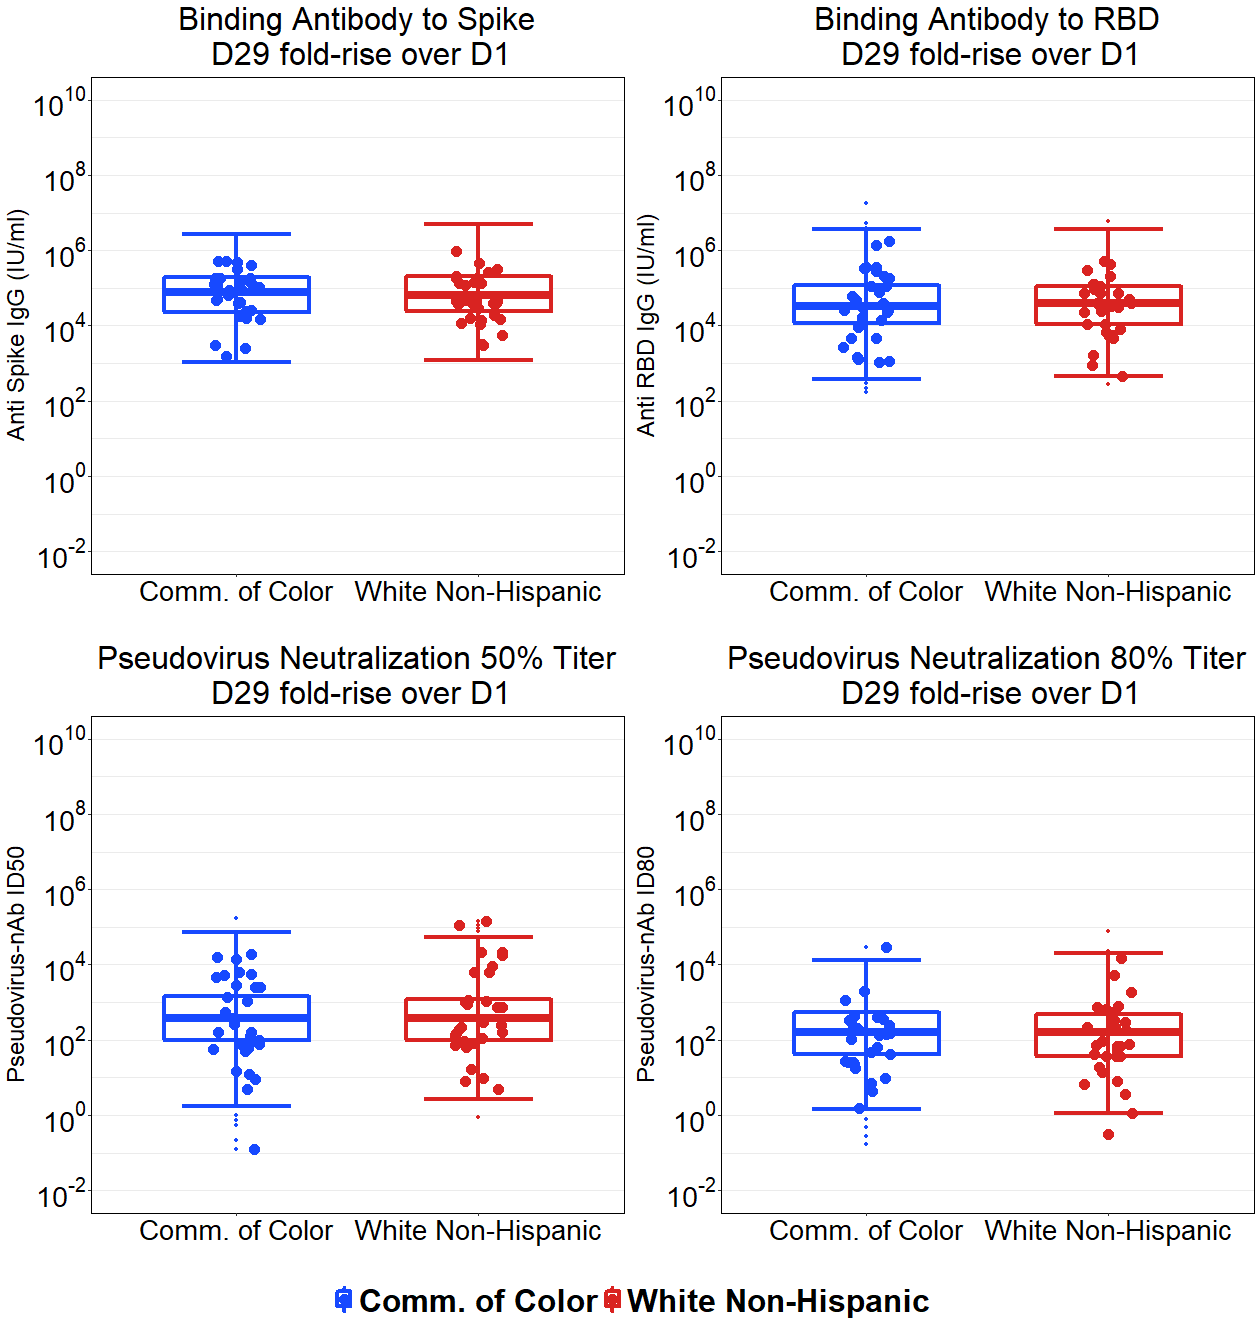 Binding Antibody to Spike
D29 fold-rise over D1
Anti Spike IgG (IU/ml)
10^10
10^8
10^6
10^4
10^2
10^0
10^-2
Comm. of Color White Non-Hispanic
Binding Antibody to RBD
D29 fold-rise over D1
Anti RBD IgG (IU/ml)
10^10
10^8
10^6
10^4
10^2
10^0
10^-2
Comm. of Color White Non-Hispanic
Pseudovirus Neutralization 50% Titer
D29 fold-rise over D1
Pseudovirus-nAb ID50
10^10
10^8
10^6
10^4
10^2
10^0
10^-2
Comm. of Color White Non-Hispanic
Pseudovirus Neutralization 80% Titer
D29 fold-rise over D1
Pseudovirus-nAb ID80
10^10
10^8
10^6
10^4
10^2
10^0
10^-2
Comm. of Color White Non-Hispanic
Comm. of Color White Non-Hispanic